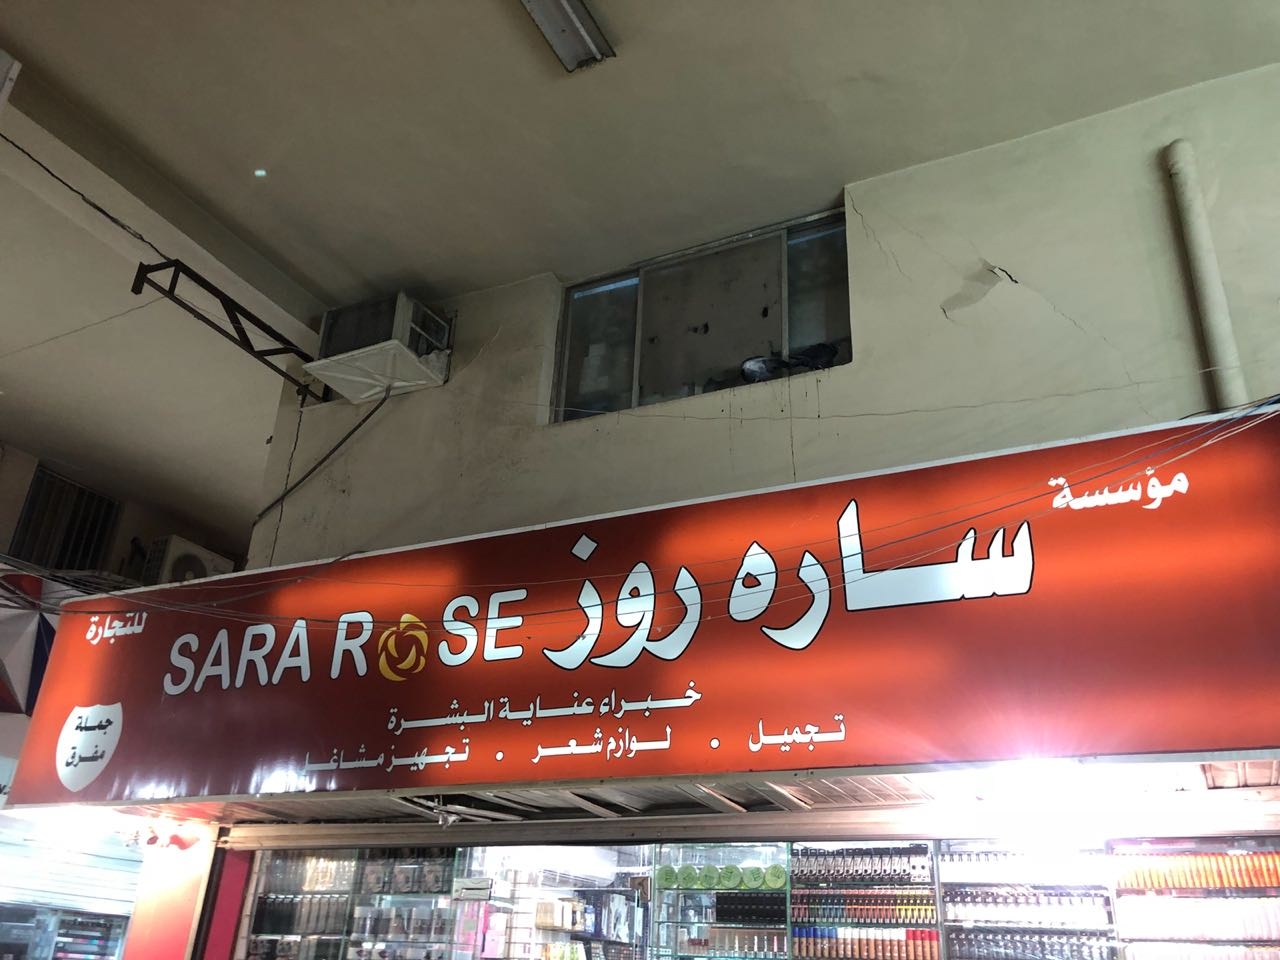 مؤسسة
ساره روز SARA ROSE
للتجارة
خبراء عناية البشرة
تجميل . لوازم شعر . تجهيز مشاغل
جملة
مفرق